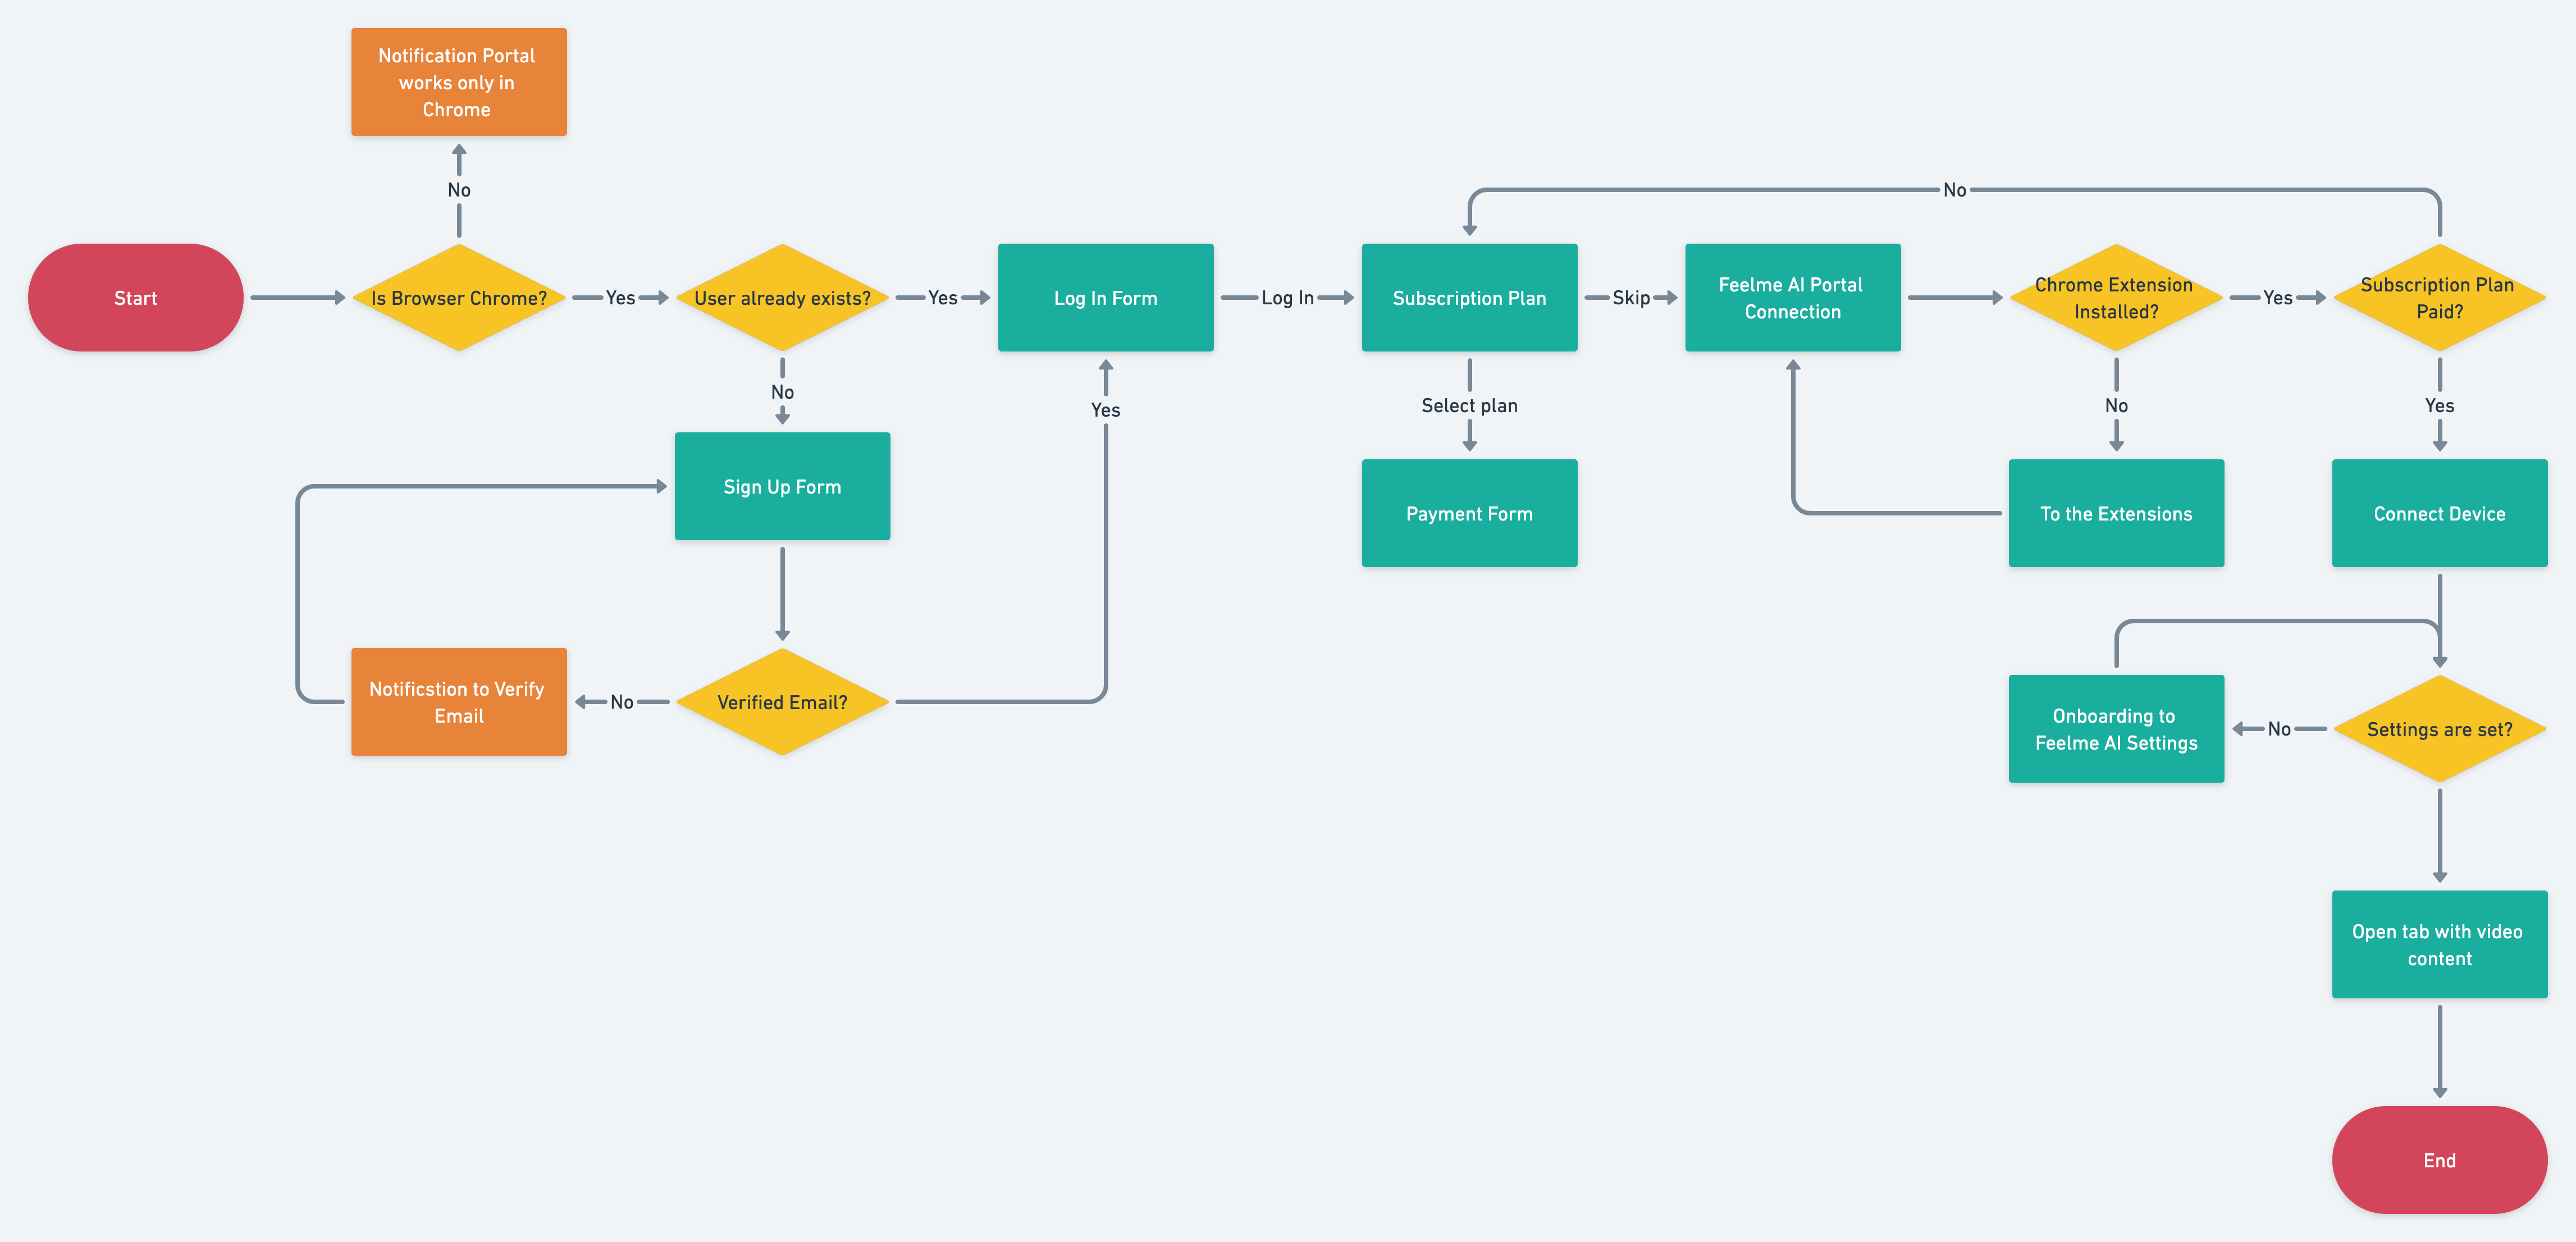 Notification Portal
works only in
Chrome
No
No
Start
Is Browser Chrome?
Yes
User already exists?
Yes
Log In Form
Log In
Subscription Plan
Skip
Feelme AI Portal
Connection
Chrome Extension
Installed?
Yes
Subscription Plan
Paid?
No
Yes
Select plan
No
Yes
Sign Up Form
Payment Form
To the Extensions
Connect Device
Notificstion to Verify
Email
No
Verified Email?
Onboarding to
Feelme AI Settings
No
Settings are set?
Open tab with video
content
End